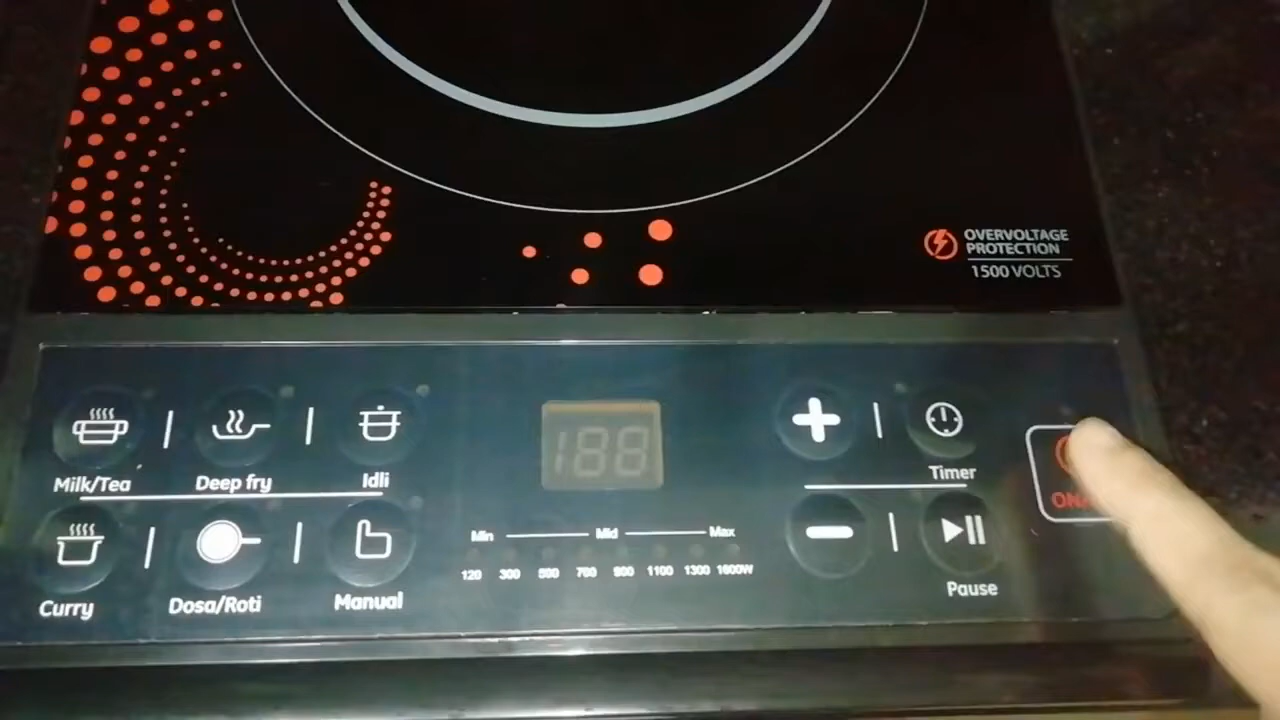 OVERVOLTAGE
PROTECTION
1500 VOLTS
Milk/Tea
Deep fry
Idli
188
Timer
Curry
Dosa/Roti
Manual
Min
Mid
Max
120 300 500 700 900 1100 1300 1600W
Pause